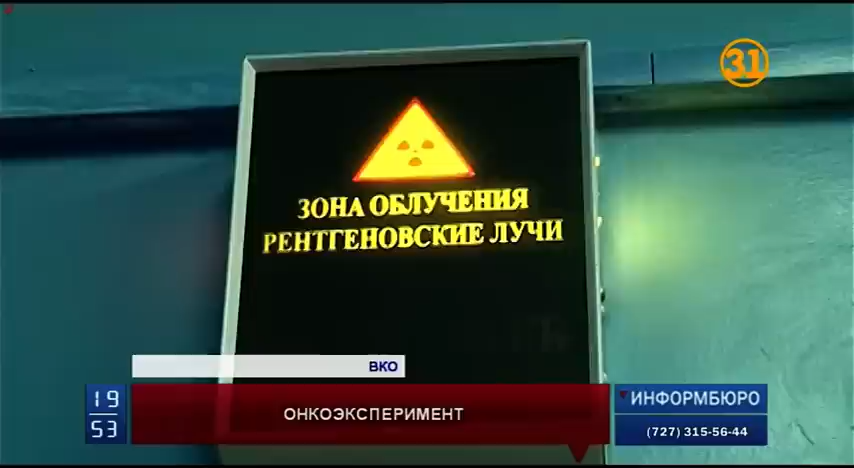 31
ЗОНА ОБЛУЧЕНИЯ
РЕНТГЕНОВСКИЕ ЛУЧИ
ВКО
19
53
ОНКОЭКСПЕРИМЕНТ
ИНФОРМБЮРО
(727) 315-56-44